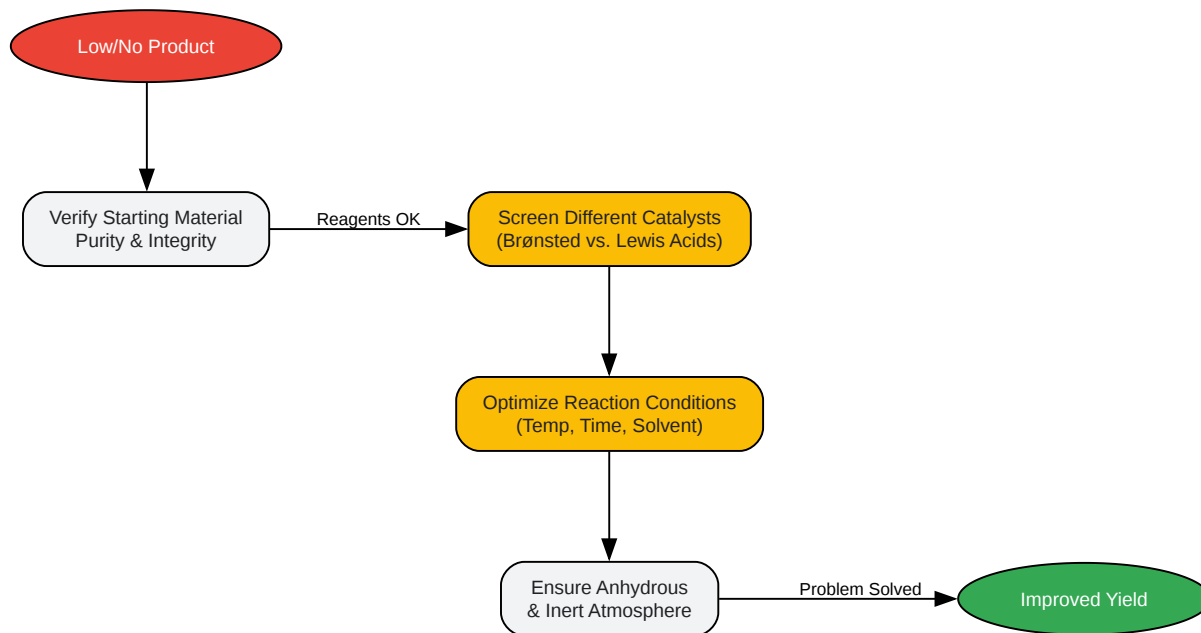 Low/No Product
Verify Starting Material
Purity & Integrity
Reagents OK
Screen Different Catalysts
(Brønsted vs. Lewis Acids)
Optimize Reaction Conditions
(Temp, Time, Solvent)
Ensure Anhydrous
& Inert Atmosphere
Problem Solved
Improved Yield